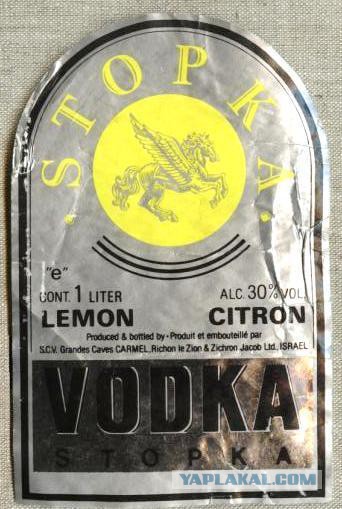 · STOPKA ·
"e"
CONT. 1 LITER ALC. 30% VOL.
LEMON CITRON
Produced & bottled by · Produit et embouteillé par
S.C.V. Grandes Caves CARMEL, Richon le Zion & Zichron Jacob Ltd., ISRAEL
VODKA
STOPKA
YAPLAKAL.COM